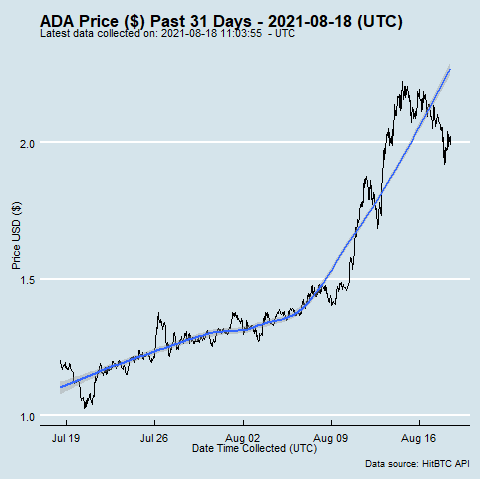 ADA Price ($) Past 31 Days - 2021-08-18 (UTC)
Latest data collected on: 2021-08-18 11:03:55 - UTC
Price USD ($)
2.0
1.5
1.0
Jul 19 Jul 26 Aug 02 Aug 09 Aug 16
Date Time Collected (UTC)
Data source: HitBTC API